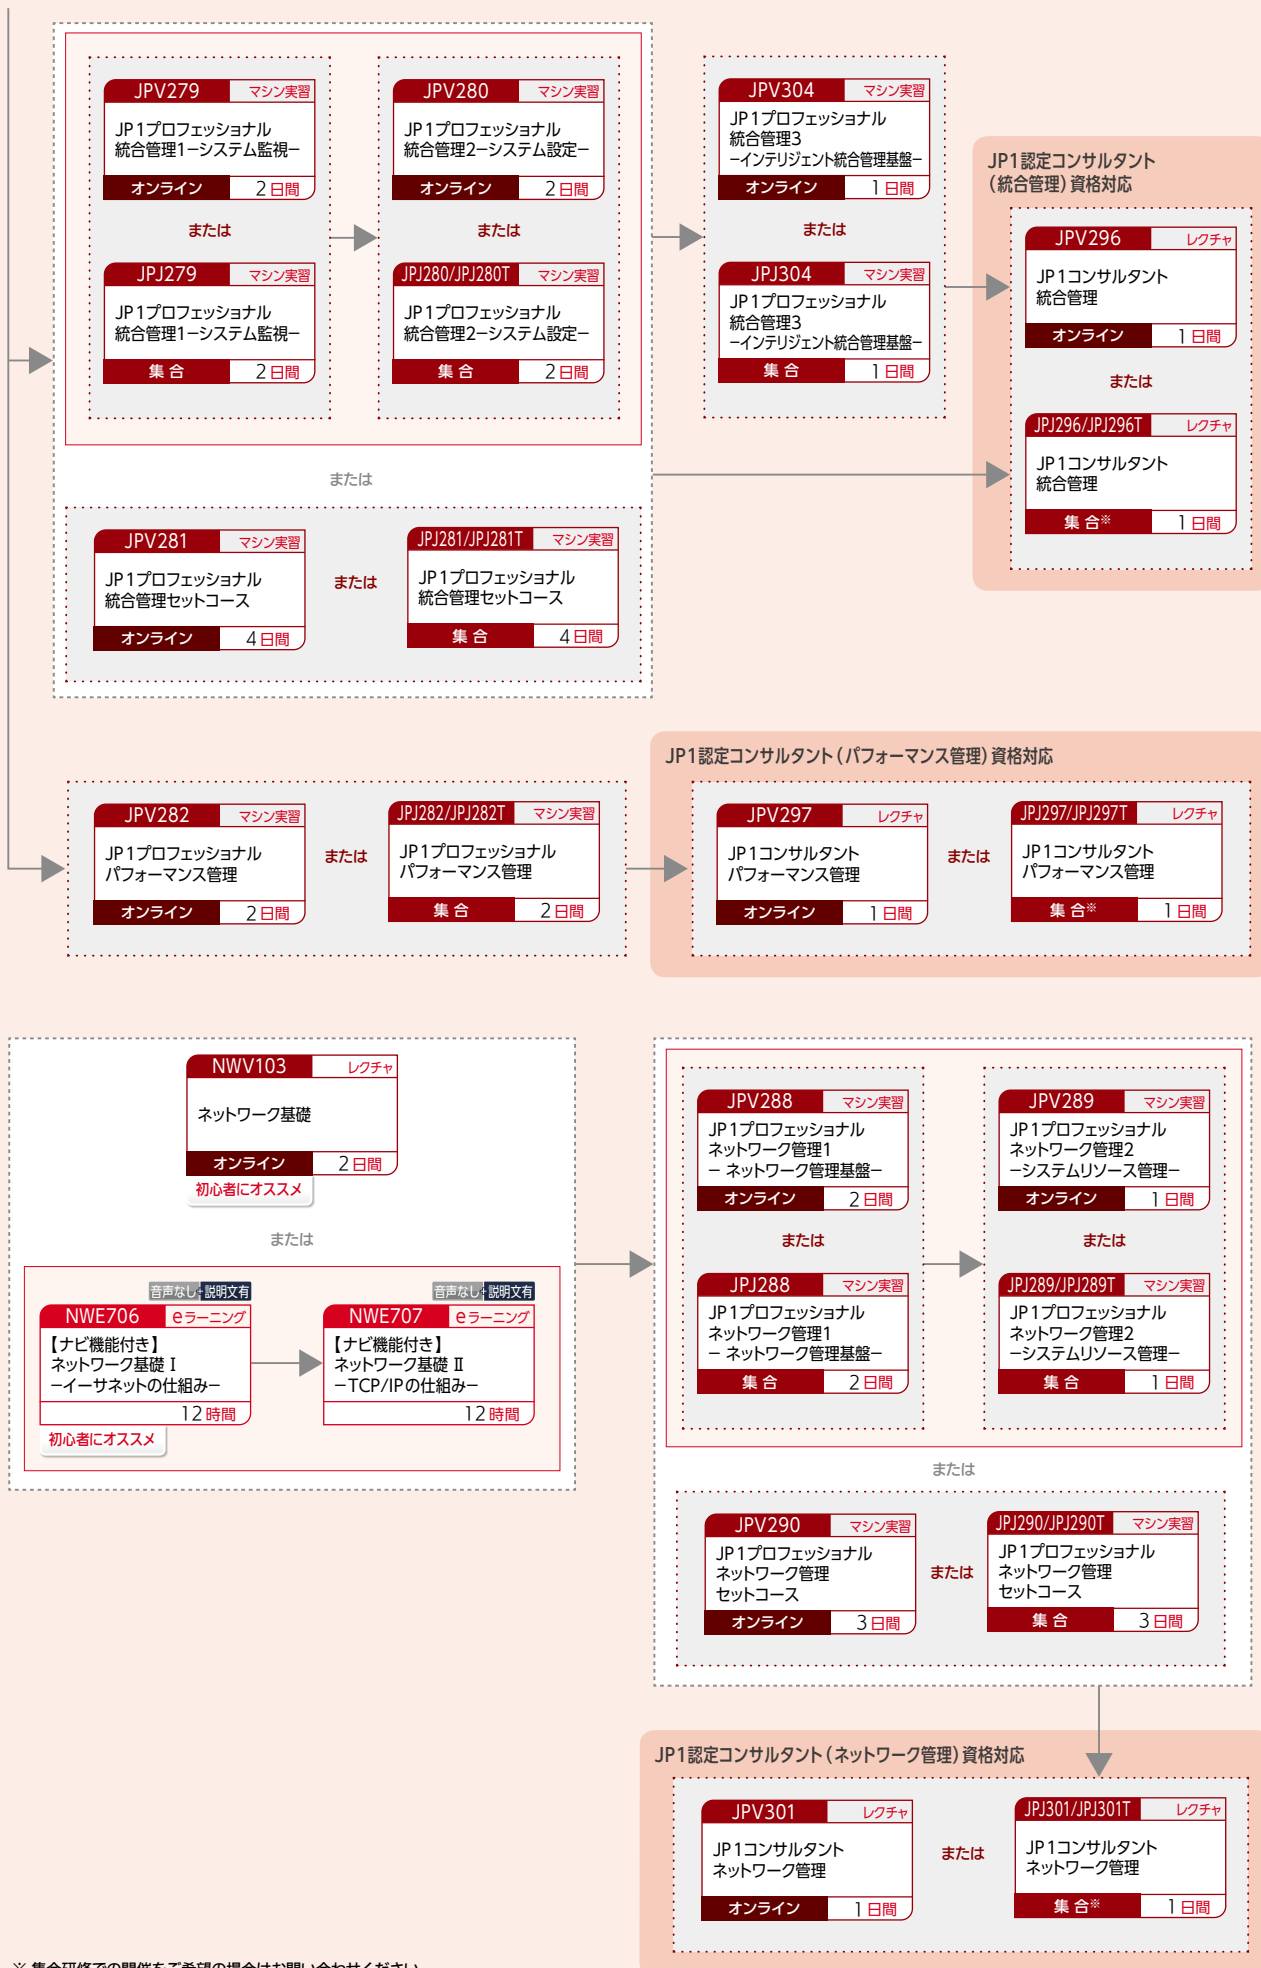 JPV279 マシン実習
JP1プロフェッショナル
統合管理1−システム監視−
オンライン 2日間
または
JPJ279 マシン実習
JP1プロフェッショナル
統合管理1−システム監視−
集合 2日間
JPV280 マシン実習
JP1プロフェッショナル
統合管理2−システム設定−
オンライン 2日間
または
JPJ280/JPJ280T マシン実習
JP1プロフェッショナル
統合管理2−システム設定−
集合 2日間
または
JPV281 マシン実習
JP1プロフェッショナル
統合管理セットコース
オンライン 4日間
または
JPJ281/JPJ281T マシン実習
JP1プロフェッショナル
統合管理セットコース
集合 4日間
JPV304 マシン実習
JP1プロフェッショナル
統合管理3
−インテリジェント統合管理基盤−
オンライン 1日間
または
JPJ304 マシン実習
JP1プロフェッショナル
統合管理3
−インテリジェント統合管理基盤−
集合 1日間
JP1認定コンサルタント
(統合管理)資格対応
JPV296 レクチャ
JP1コンサルタント
統合管理
オンライン 1日間
または
JPJ296/JPJ296T レクチャ
JP1コンサルタント
統合管理
集合※ 1日間
JPV282 マシン実習
JP1プロフェッショナル
パフォーマンス管理
オンライン 2日間
または
JPJ282/JPJ282T マシン実習
JP1プロフェッショナル
パフォーマンス管理
集合 2日間
JP1認定コンサルタント(パフォーマンス管理)資格対応
JPV297 レクチャ
JP1コンサルタント
パフォーマンス管理
オンライン 1日間
または
JPJ297/JPJ297T レクチャ
JP1コンサルタント
パフォーマンス管理
集合※ 1日間
NWV103 レクチャ
ネットワーク基礎
オンライン 2日間
初心者にオススメ
または
音声なし+説明文有
NWE706 eラーニング
【ナビ機能付き】
ネットワーク基礎 I
−イーサネットの仕組み−
12時間
初心者にオススメ
音声なし+説明文有
NWE707 eラーニング
【ナビ機能付き】
ネットワーク基礎 II
−TCP/IPの仕組み−
12時間
JPV288 マシン実習
JP1プロフェッショナル
ネットワーク管理1
− ネットワーク管理基盤−
オンライン 2日間
または
JPJ288 マシン実習
JP1プロフェッショナル
ネットワーク管理1
− ネットワーク管理基盤−
集合 2日間
JPV289 マシン実習
JP1プロフェッショナル
ネットワーク管理2
−システムリソース管理−
オンライン 1日間
または
JPJ289/JPJ289T マシン実習
JP1プロフェッショナル
ネットワーク管理2
−システムリソース管理−
集合 1日間
または
JPV290 マシン実習
JP1プロフェッショナル
ネットワーク管理
セットコース
オンライン 3日間
または
JPJ290/JPJ290T マシン実習
JP1プロフェッショナル
ネットワーク管理
セットコース
集合 3日間
JP1認定コンサルタント(ネットワーク管理)資格対応
JPV301 レクチャ
JP1コンサルタント
ネットワーク管理
オンライン 1日間
または
JPJ301/JPJ301T レクチャ
JP1コンサルタント
ネットワーク管理
集合※ 1日間
※ 集合研修での開催をご希望の場合はお問い合わせください